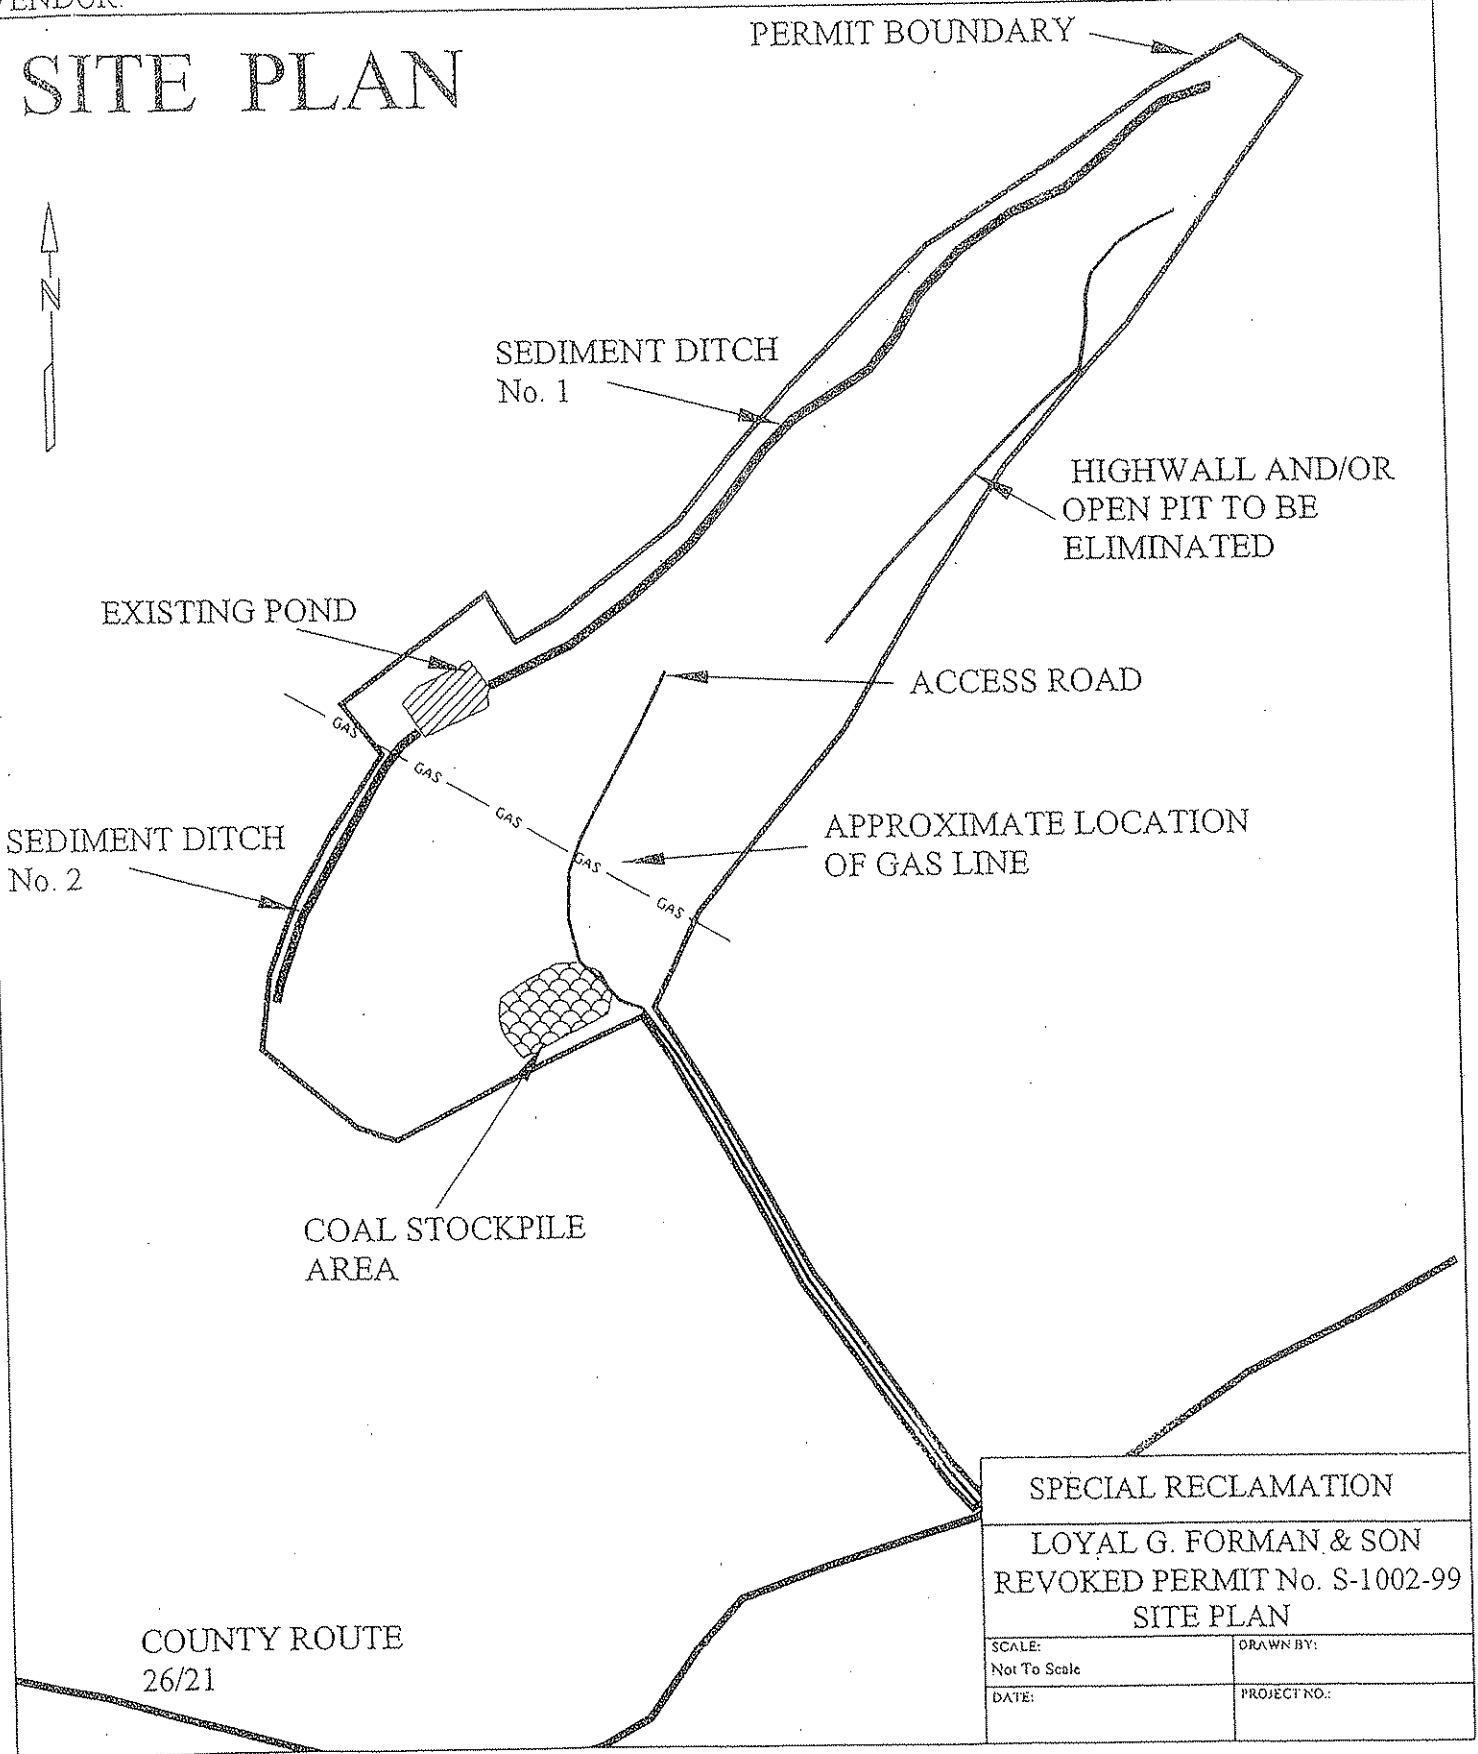 VENDOR:
SITE PLAN
PERMIT BOUNDARY
N
SEDIMENT DITCH
No. 1
HIGHWALL AND/OR
OPEN PIT TO BE
ELIMINATED
EXISTING POND
ACCESS ROAD
GAS
GAS
GAS
GAS
GAS
APPROXIMATE LOCATION
OF GAS LINE
SEDIMENT DITCH
No. 2
COAL STOCKPILE
AREA
COUNTY ROUTE
26/21
SPECIAL RECLAMATION
LOYAL G. FORMAN & SON
REVOKED PERMIT No. S-1002-99
SITE PLAN
SCALE:
Not To Scale
DRAWN BY:
DATE:
PROJECT NO.: